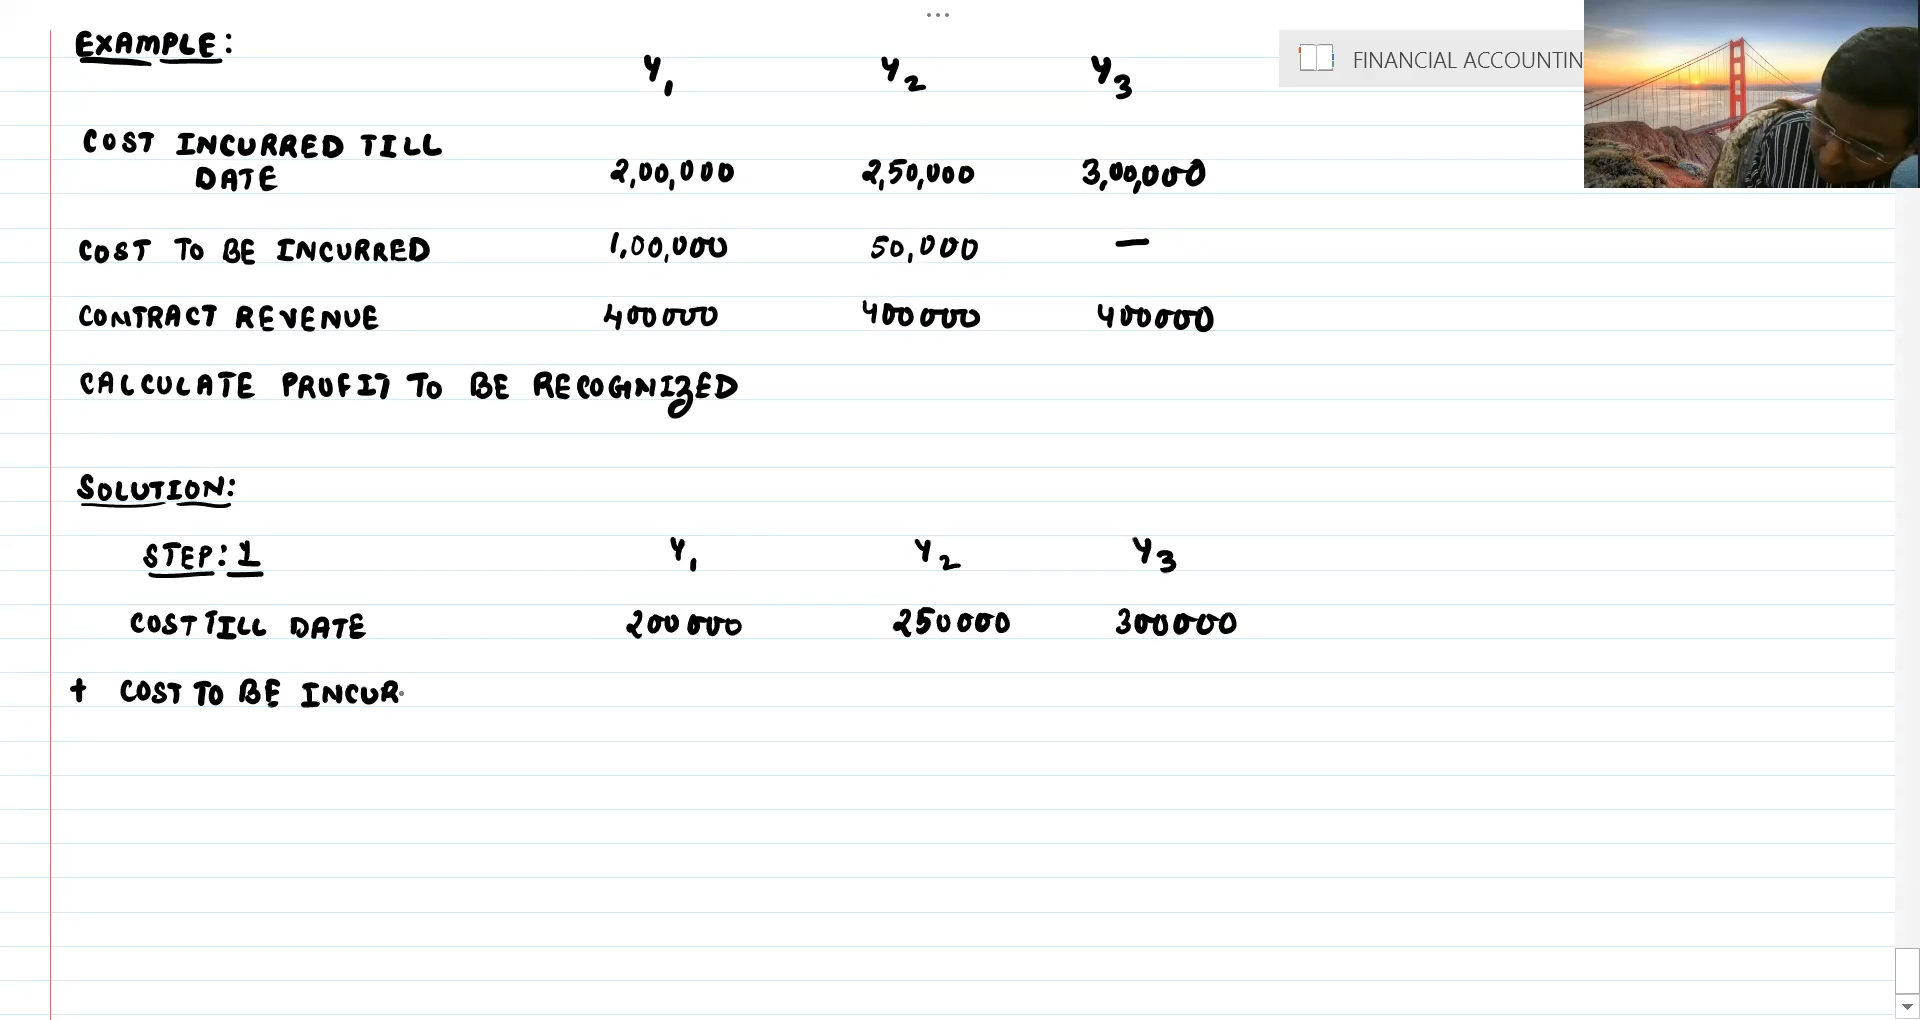 EXAMPLE:
Y1 Y2 Y3
FINANCIAL ACCOUNTIN
COST INCURRED TILL
DATE 2,00,000 2,50,000 3,00,000
COST TO BE INCURRED 1,00,000 50,000 —
CONTRACT REVENUE 400000 400000 400000
CALCULATE PROFIT TO BE RECOGNIZED
SOLUTION:
STEP: 1 Y1 Y2 Y3
COST TILL DATE 200000 250000 300000
+ COST TO BE INCUR